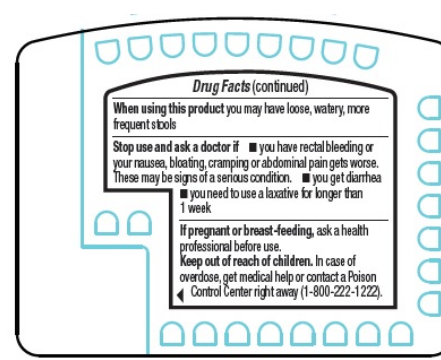 Drug Facts (continued)
When using this product you may have loose, watery, more
frequent stools
Stop use and ask a doctor if ■ you have rectal bleeding or
your nausea, bloating, cramping or abdominal pain gets worse.
These may be signs of a serious condition. ■ you get diarrhea
■ you need to use a laxative for longer than
1 week
If pregnant or breast-feeding, ask a health
professional before use.
Keep out of reach of children. In case of
overdose, get medical help or contact a Poison
Control Center right away (1-800-222-1222).